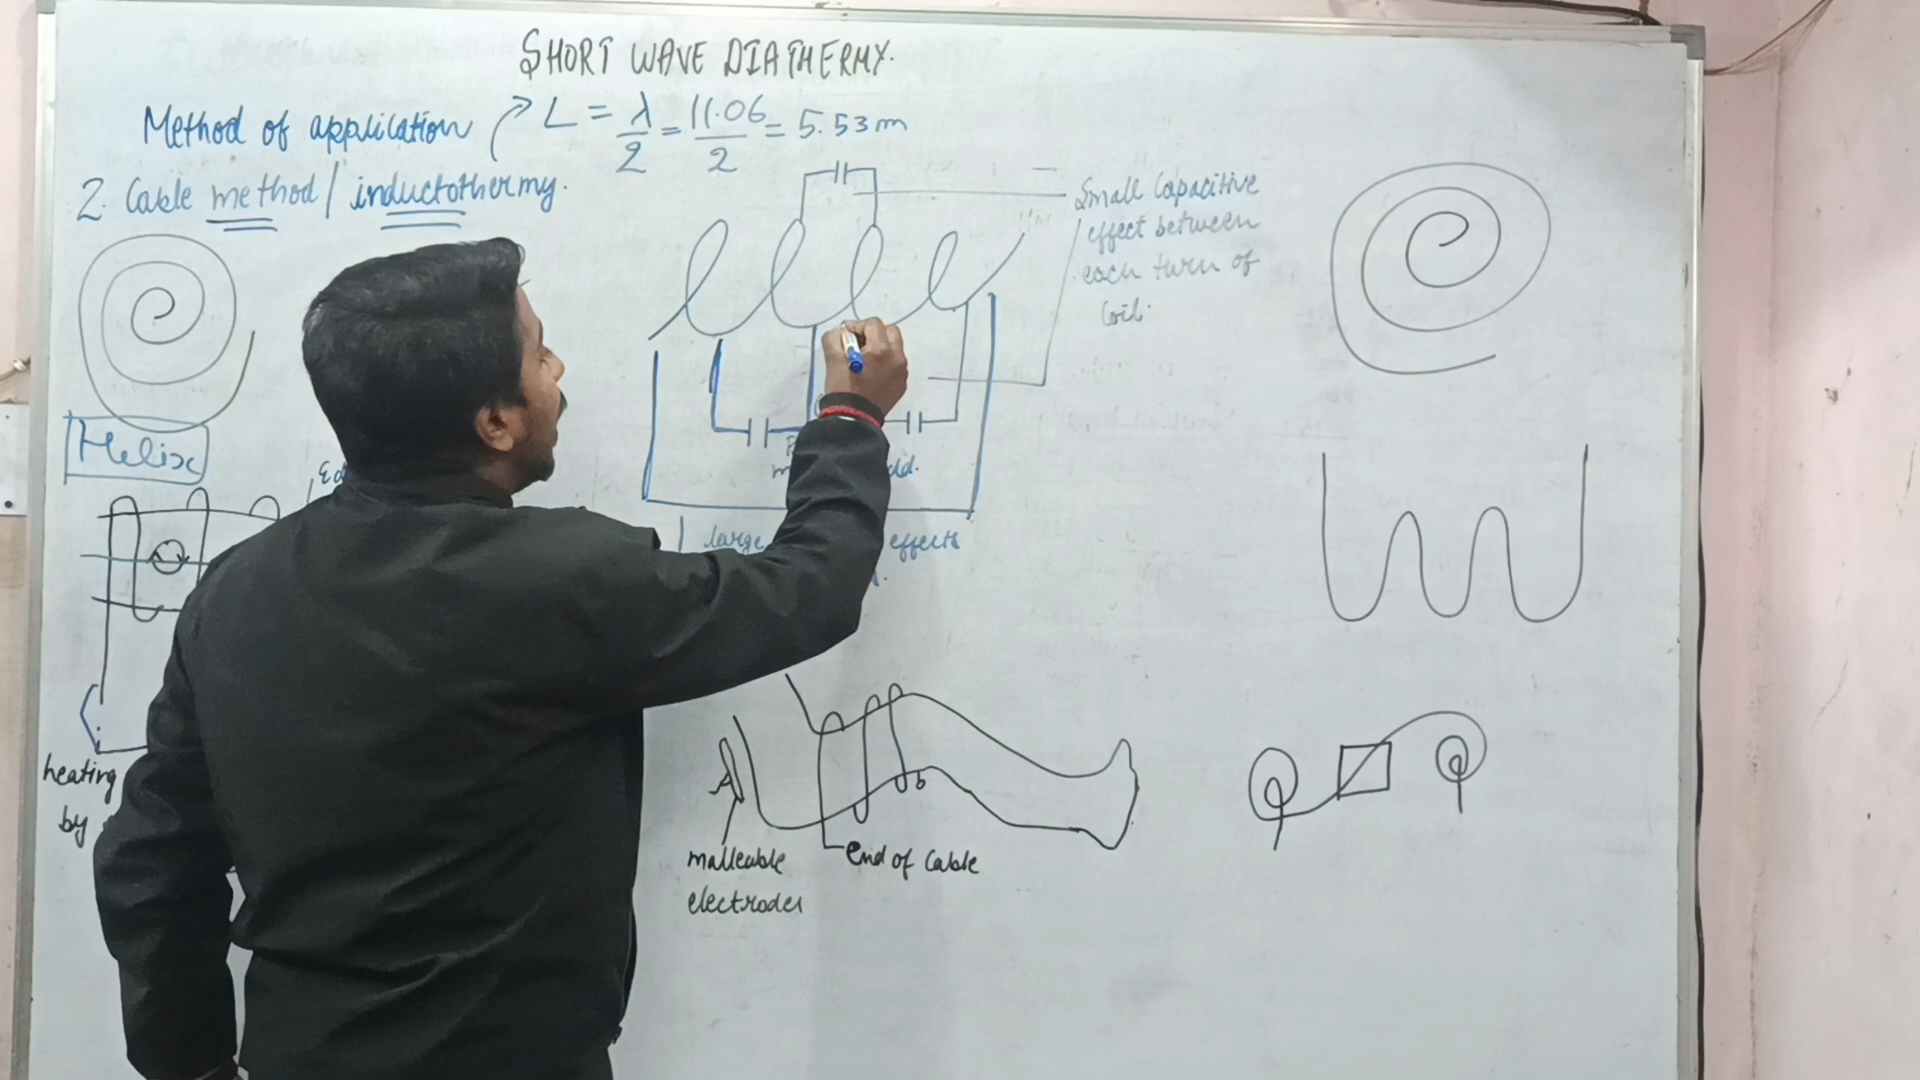 SHORT WAVE DIATHERMY.
Method of application
L = λ/2 = 11.06/2 = 5.53m
2. Cable method / inductothermy.
Small Capacitive
effect between
each turn of
Coil.
Helix
large effects
heating
by
b
malleable
electrodes
end of Cable